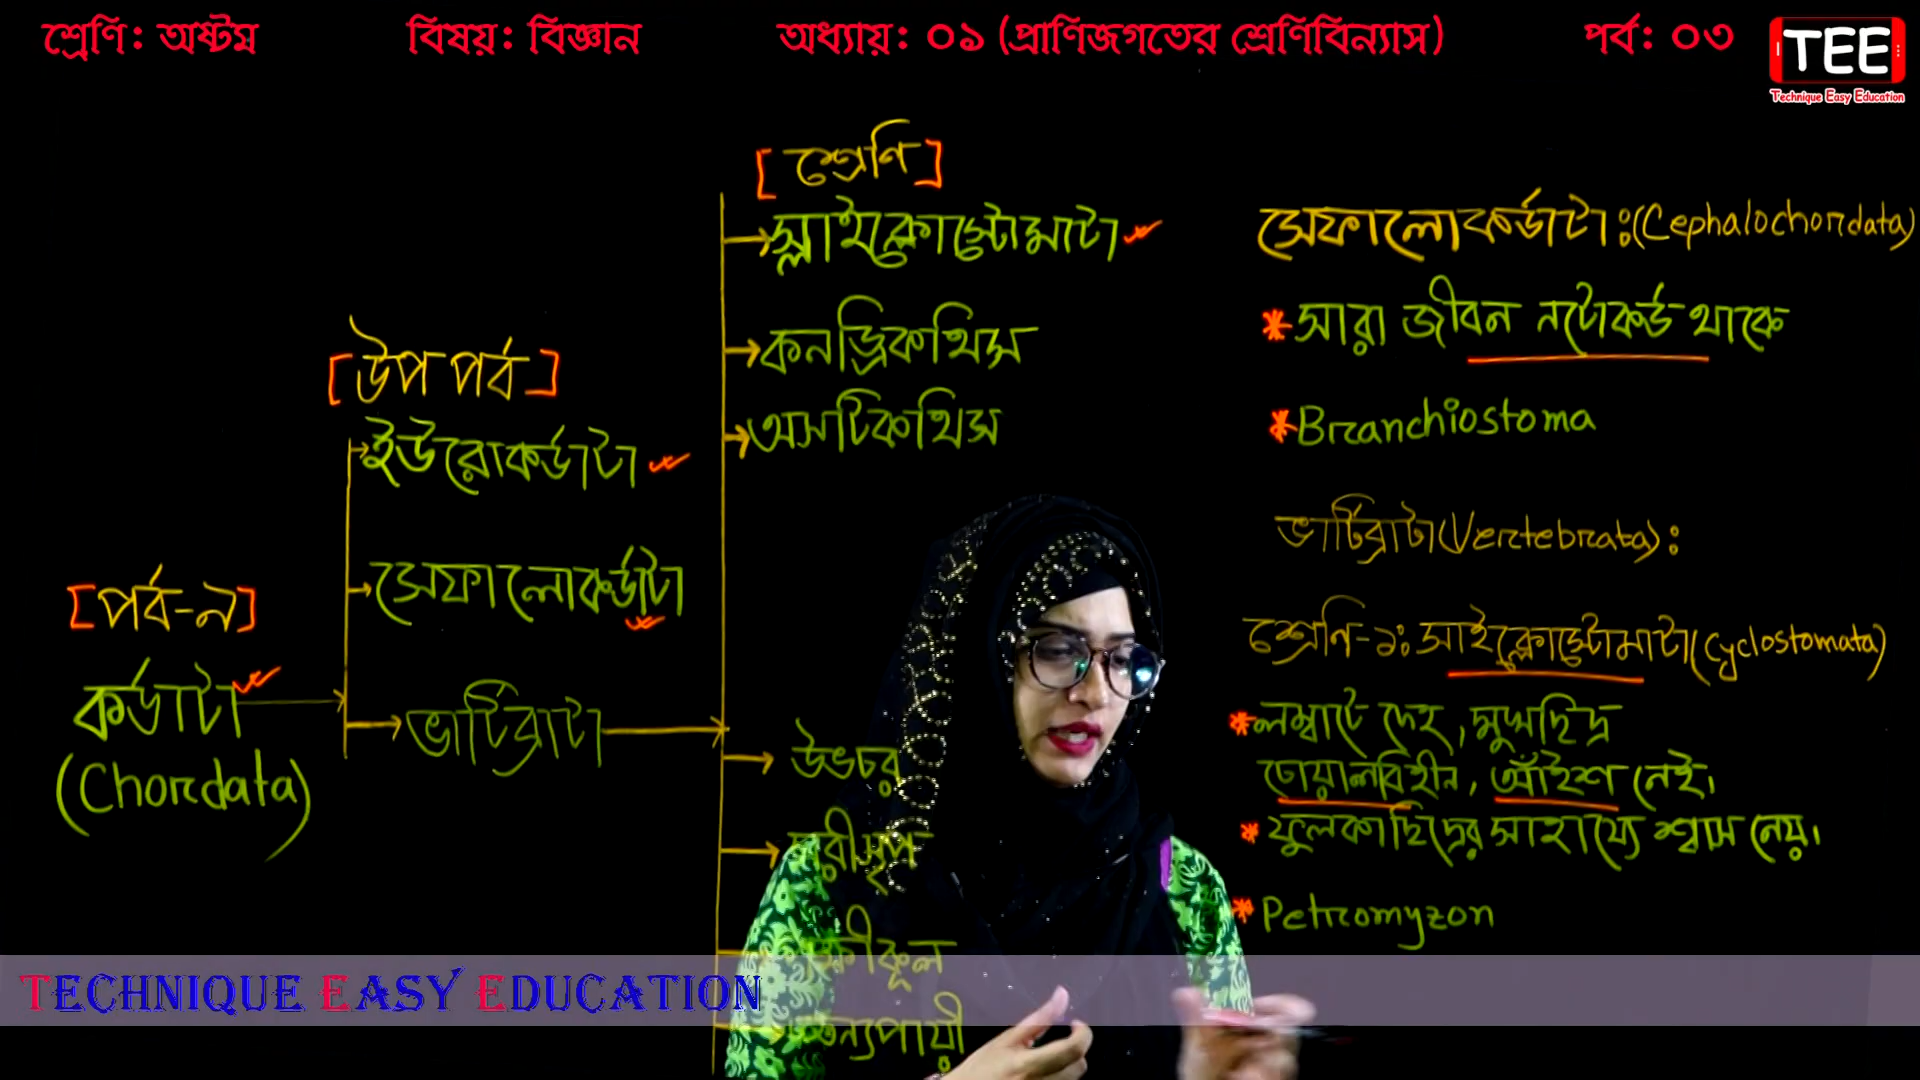 শ্রেণি: অষ্টম
বিষয়: বিজ্ঞান
অধ্যায়: ০১ (প্রাণিজগতের শ্রেণিবিন্যাস)
পর্ব: ০৩
TEE
Technique Easy Education
[পর্ব-৯]
কর্ডাটা
(Chordata)
[উপ পর্ব]
ইউরোকর্ডাটা
সেফালোকর্ডাটা
ভার্টিব্রাটা
[শ্রেণি]
সাইক্লোস্টোমাটা
কনড্রিকথিস
অসটিকথিস
উভচর
সরীসৃপ
পক্ষীকূল
স্তন্যপায়ী
সেফালোকর্ডাটা:(Cephalochordata)
* সারা জীবন নটোকর্ড থাকে
* Branchiostoma
ভার্টিব্রাটা(Vertebrata):
শ্রেণি-১: সাইক্লোস্টোমাটা(Cyclostomata)
* লম্বাটে দেহ, মুখছিদ্র
চোয়ালবিহীন, আঁইশ নেই।
* ফুলকাছিদ্রের সাহায্যে শ্বাস নেয়।
* Petromyzon
TECHNIQUE EASY EDUCATION